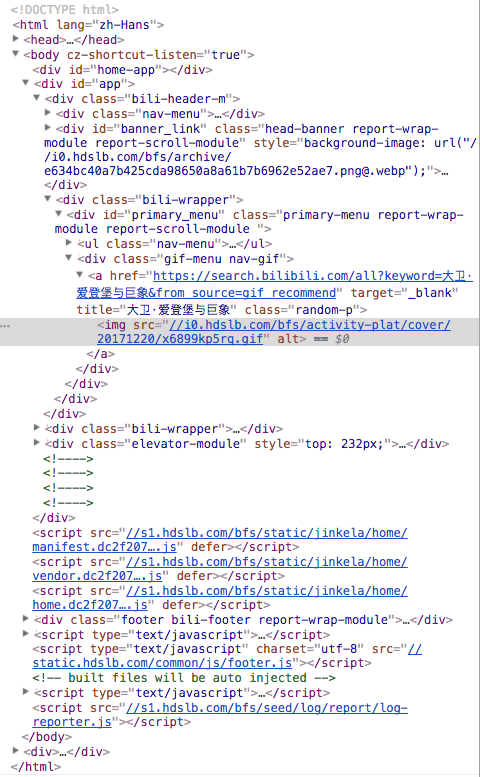 <!DOCTYPE html>
<html lang="zh-Hans">
<head>…</head>
<body cz-shortcut-listen="true">
<div id="home-app"></div>
<div id="app">
<div class="bili-header-m">
<div class="nav-menu">…</div>
<div id="banner_link" class="head-banner report-wrap-
module report-scroll-module" style="background-image: url("/
/i0.hdslb.com/bfs/archive/
e634bc40a7b425cda98650a8a61b7b6962e52ae7.png@.webp");">…
</div>
<div class="bili-wrapper">
<div id="primary_menu" class="primary-menu report-wrap-
module report-scroll-module ">
<ul class="nav-menu">…</ul>
<div class="gif-menu nav-gif">
<a href="https://search.bilibili.com/all?keyword=大卫·
爱登堡与巨象&from_source=gif_recommend" target="_blank"
title="大卫·爱登堡与巨象" class="random-p">
… <img src="//i0.hdslb.com/bfs/activity-plat/cover/
20171220/x6899kp5rq.gif" alt> == $0
</a>
</div>
</div>
</div>
</div>
<div class="bili-wrapper">…</div>
<div class="elevator-module" style="top: 232px;">…</div>
<!---->
<!---->
<!---->
<!---->
</div>
<script src="//s1.hdslb.com/bfs/static/jinkela/home/
manifest.dc2f207….js" defer></script>
<script src="//s1.hdslb.com/bfs/static/jinkela/home/
vendor.dc2f207….js" defer></script>
<script src="//s1.hdslb.com/bfs/static/jinkela/home/
home.dc2f207….js" defer></script>
<div class="footer bili-footer report-wrap-module">…</div>
<script type="text/javascript">…</script>
<script type="text/javascript" charset="utf-8" src="//
static.hdslb.com/common/js/footer.js"></script>
<!-- built files will be auto injected -->
<script type="text/javascript">…</script>
<script src="//s1.hdslb.com/bfs/seed/log/report/log-
reporter.js"></script>
</body>
<div>…</div>
</html>